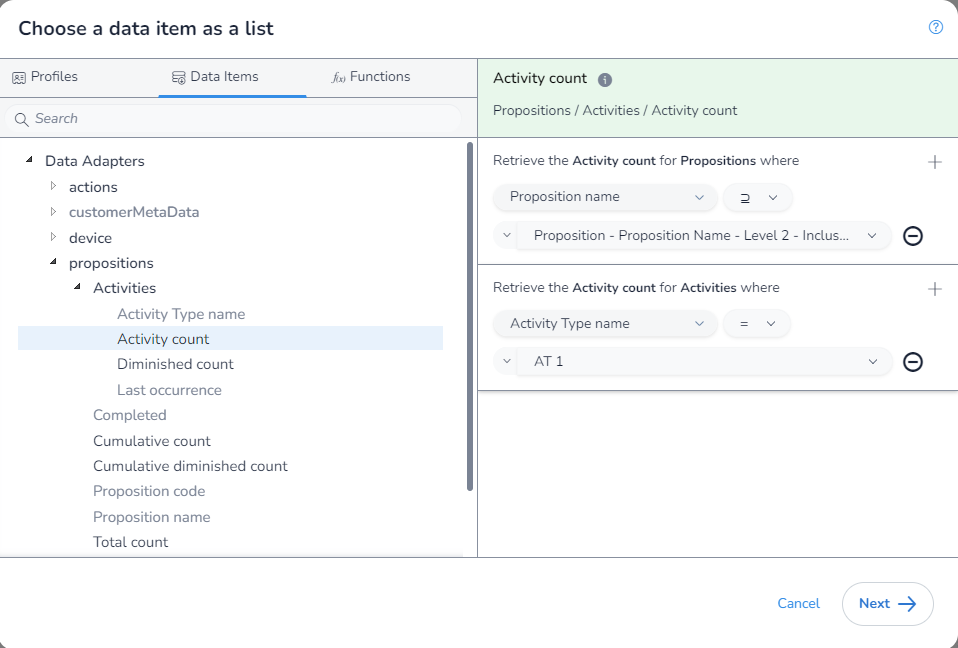 Choose a data item as a list
?
Profiles
Data Items
f(x) Functions
Search
Data Adapters
actions
customerMetaData
device
propositions
Activities
Activity Type name
Activity count
Diminished count
Last occurrence
Completed
Cumulative count
Cumulative diminished count
Proposition code
Proposition name
Total count
Activity count i
Propositions / Activities / Activity count
Retrieve the Activity count for Propositions where
Proposition name
⊇
Proposition - Proposition Name - Level 2 - Inclus...
Retrieve the Activity count for Activities where
Activity Type name
=
AT 1
Cancel
Next